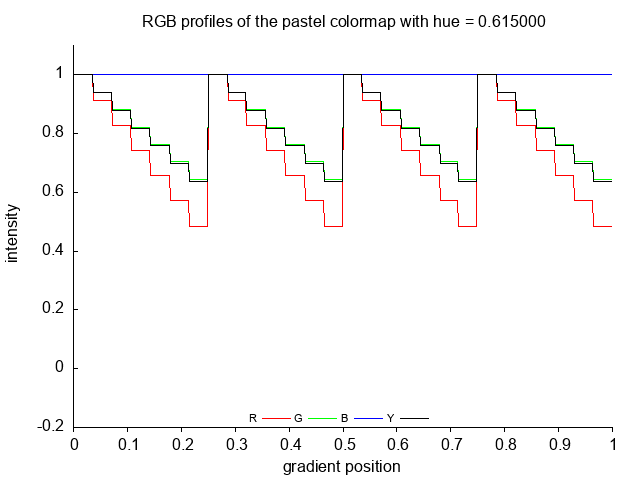 RGB profiles of the pastel colormap with hue = 0.615000
1
0.8
0.6
0.4
0.2
0
-0.2
intensity
R G B Y
0 0.1 0.2 0.3 0.4 0.5 0.6 0.7 0.8 0.9 1
gradient position